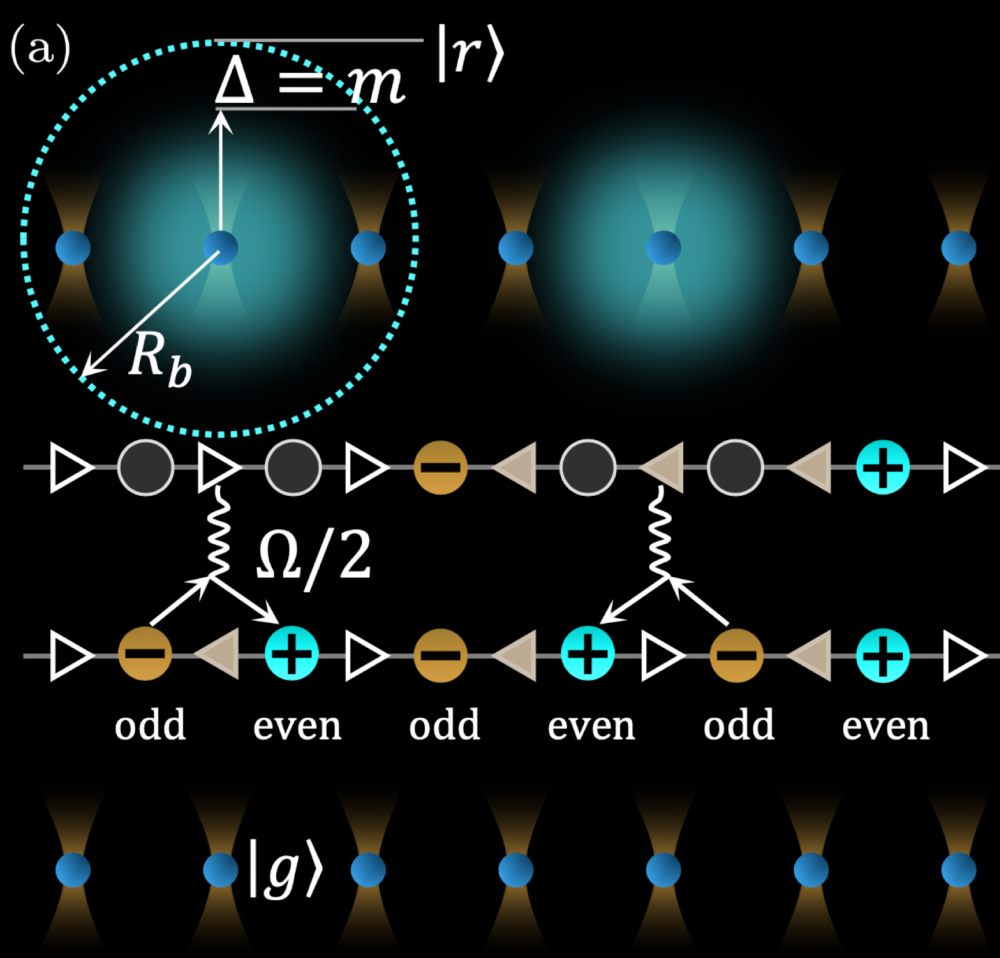 (a)
|r⟩
Δ = m
R_b
− +
Ω/2
− + − + − +
odd even odd even odd even
|g⟩